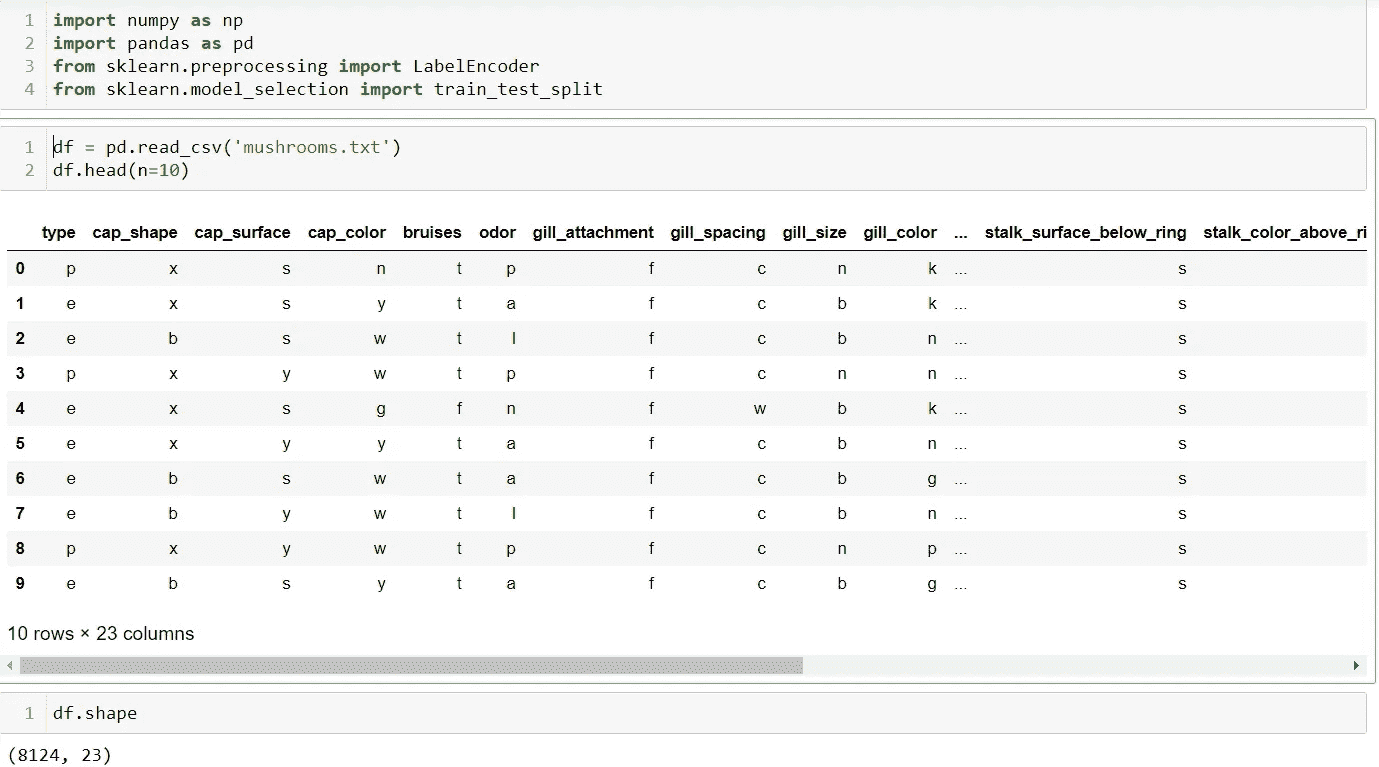 1 import numpy as np
2 import pandas as pd
3 from sklearn.preprocessing import LabelEncoder
4 from sklearn.model_selection import train_test_split
1 df = pd.read_csv('mushrooms.txt')
2 df.head(n=10)
type cap_shape cap_surface cap_color bruises odor gill_attachment gill_spacing gill_size gill_color ... stalk_surface_below_ring stalk_color_above_ri
0 p x s n t p f c n k ... s
1 e x s y t a f c b k ... s
2 e b s w t l f c b n ... s
3 p x y w t p f c n n ... s
4 e x s g f n f w b k ... s
5 e x y y t a f c b n ... s
6 e b s w t a f c b g ... s
7 e b y w t l f c b n ... s
8 p x y w t p f c n p ... s
9 e b s y t a f c b g ... s
10 rows × 23 columns
1 df.shape
(8124, 23)